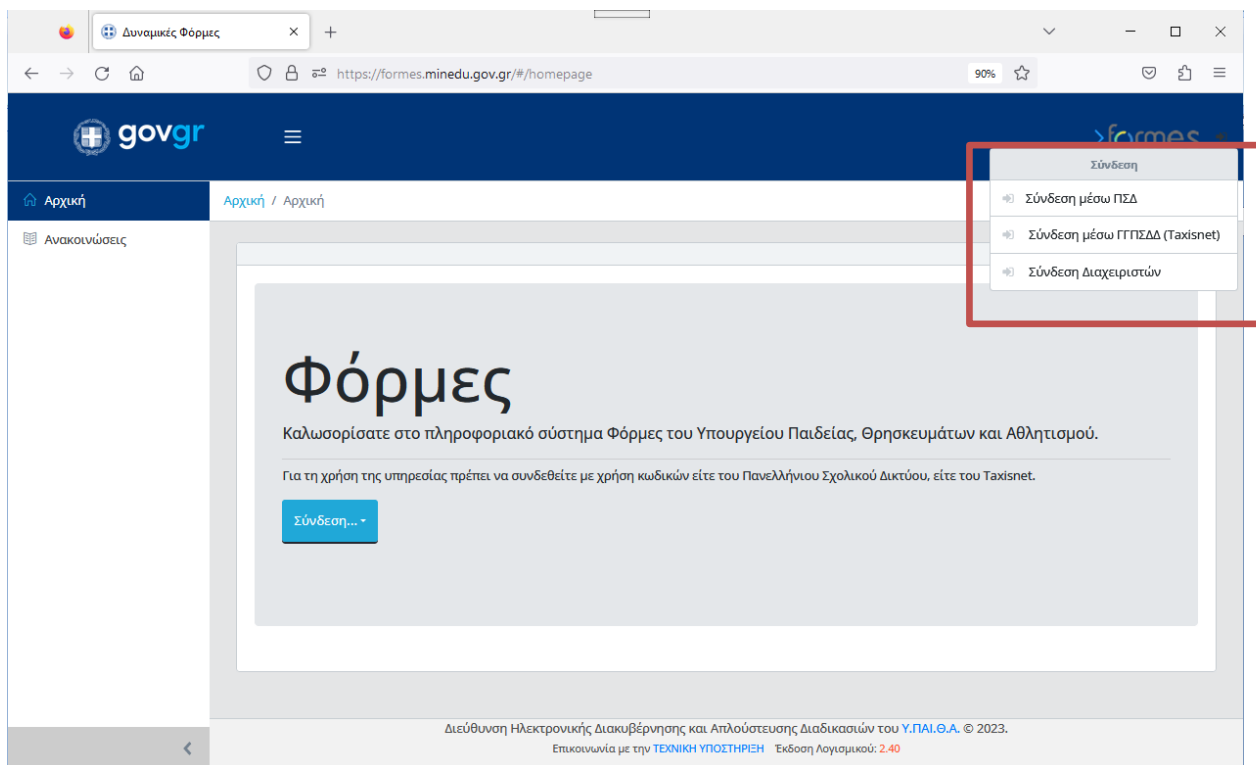 Δυναμικές Φόρμες
https://formes.minedu.gov.gr/#/homepage
90%
govgr
formes
Σύνδεση
Σύνδεση μέσω ΠΣΔ
Σύνδεση μέσω ΓΓΠΣΔΔ (Taxisnet)
Σύνδεση Διαχειριστών
Αρχική
Ανακοινώσεις
Αρχική / Αρχική
Φόρμες
Καλωσορίσατε στο πληροφοριακό σύστημα Φόρμες του Υπουργείου Παιδείας, Θρησκευμάτων και Αθλητισμού.
Για τη χρήση της υπηρεσίας πρέπει να συνδεθείτε με χρήση κωδικών είτε του Πανελλήνιου Σχολικού Δικτύου, είτε του Taxisnet.
Σύνδεση...
Διεύθυνση Ηλεκτρονικής Διακυβέρνησης και Απλούστευσης Διαδικασιών του Υ.ΠΑΙ.Θ.Α. © 2023.
Επικοινωνία με την ΤΕΧΝΙΚΗ ΥΠΟΣΤΗΡΙΞΗ Έκδοση Λογισμικού: 2.40